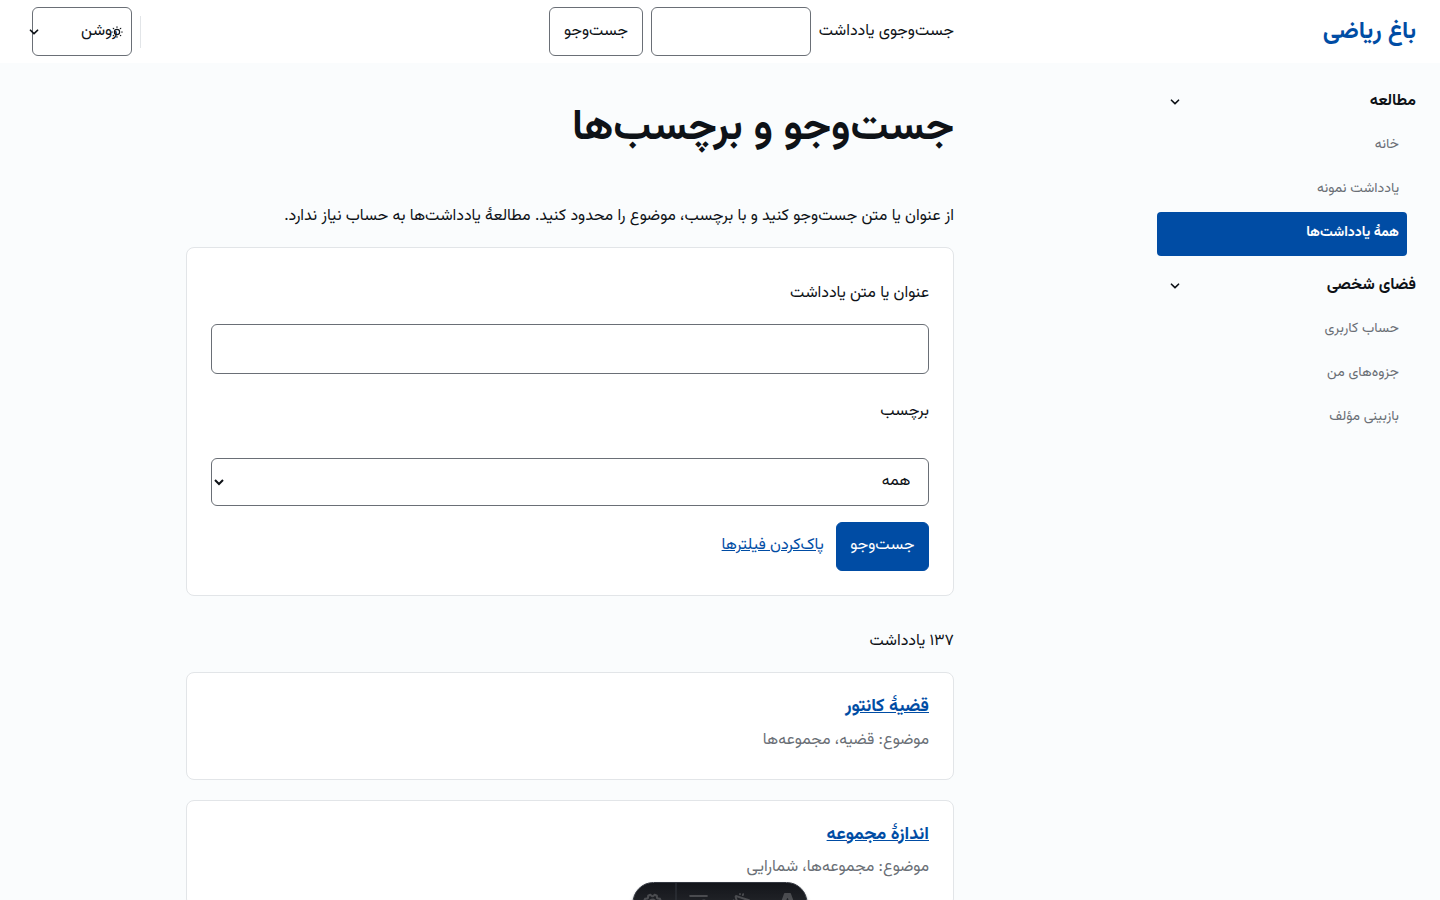 باغ ریاضی
جست‌وجوی یادداشت
جست‌وجو
روشن
مطالعه
خانه
یادداشت نمونه
همهٔ یادداشت‌ها
فضای شخصی
حساب کاربری
جزوه‌های من
بازبینی مؤلف
جست‌وجو و برچسب‌ها
از عنوان یا متن جست‌وجو کنید و با برچسب، موضوع را محدود کنید. مطالعهٔ یادداشت‌ها به حساب نیاز ندارد.
عنوان یا متن یادداشت
برچسب
همه
جست‌وجو
پاک‌کردن فیلترها
۱۳۷ یادداشت
قضیهٔ کانتور
موضوع: قضیه، مجموعه‌ها
اندازهٔ مجموعه
موضوع: مجموعه‌ها، شمارایی